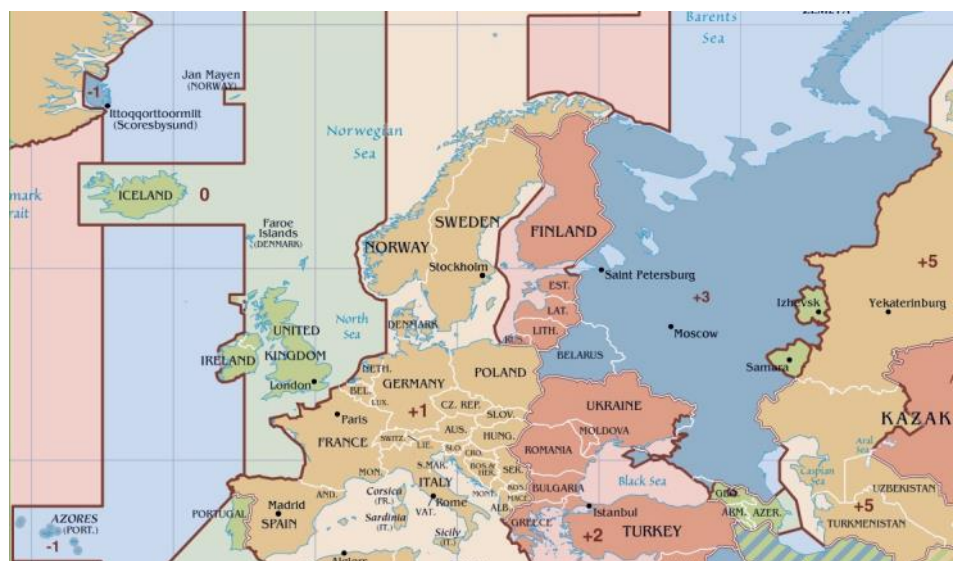 Barents
Sea
Jan Mayen
(NORWAY)
-1
Ittoqqortoormiit
(Scoresbysund)
Norwegian
Sea
ICELAND
0
mark
rait
Faroe
Islands
(DENMARK)
SWEDEN
NORWAY
FINLAND
Stockholm
Saint Petersburg
+5
EST.
+3
Izhevsk
Yekaterinburg
LAT.
North
Sea
DENMARK
Moscow
UNITED
KINGDOM
LITH.
RUS.
IRELAND
BELARUS
Samara
NETH.
POLAND
London
GERMANY
BEL.
LUX.
UKRAINE
+1
CZ. REP.
Paris
SLOV.
KAZAK
AUS.
MOLDOVA
FRANCE
SWITZ.
LIE.
HUNG.
SLO.
CRO.
ROMANIA
Aral
Sea
MON.
S.MAR.
BOS.&
HER.
SER.
Caspian
Sea
ITALY
Black Sea
UZBEKISTAN
AND.
Corsica
(FR.)
MONT.
KOS.
MACE.
BULGARIA
GEO.
Madrid
Rome
VAT.
ALB.
Istanbul
ARM.
AZER.
+5
AZORES
(PORT.)
PORTUGAL
SPAIN
Sardinia
(IT.)
GREECE
TURKEY
TURKMENISTAN
-1
Sicily
(IT.)
+2
Algiers